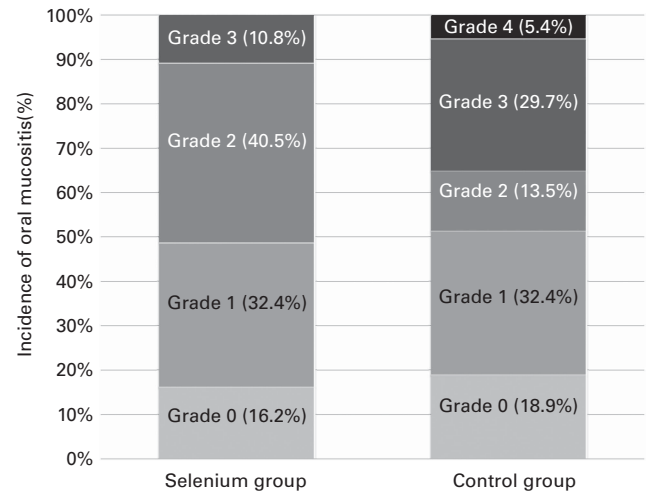 Incidence of oral mucositis(%)
100%
90%
80%
70%
60%
50%
40%
30%
20%
10%
0%
Grade 3 (10.8%)
Grade 2 (40.5%)
Grade 1 (32.4%)
Grade 0 (16.2%)
Grade 4 (5.4%)
Grade 3 (29.7%)
Grade 2 (13.5%)
Grade 1 (32.4%)
Grade 0 (18.9%)
Selenium group
Control group